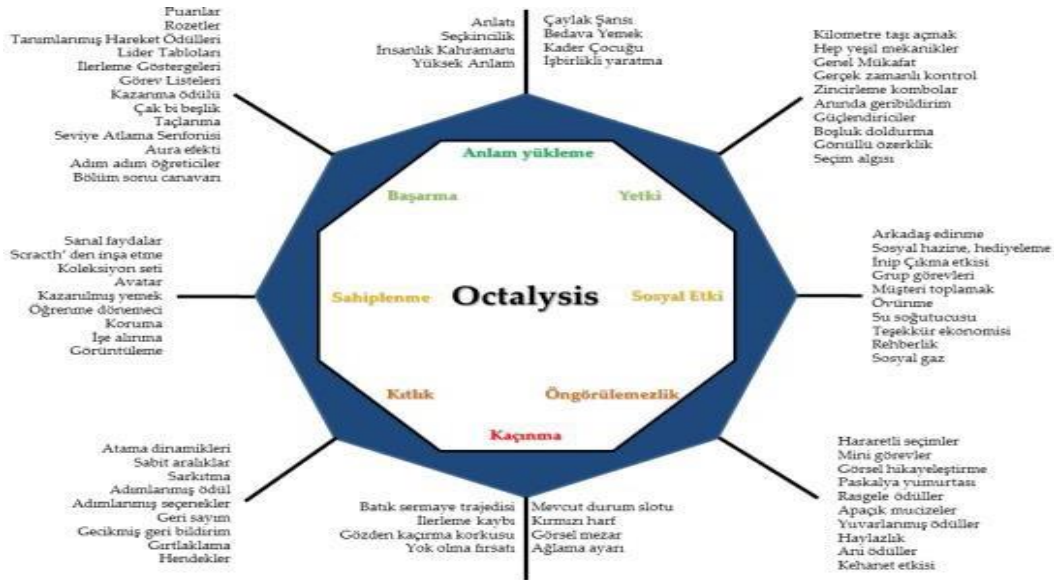 Puanlar
Rozetler
Tanımlanmış Hareket Ödülleri
Lider Tabloları
İlerleme Göstergeleri
Görev Listeleri
Kazanma ödülü
Çak bi beşlik
Taçlanma
Seviye Atlama Senfonisi
Aura efekti
Adım adım öğreticiler
Bölüm sonu canavarı
Anlatı
Seçkincilik
İnsanlık Kahramanı
Yüksek Anlam
Çaylak Şansı
Bedava Yemek
Kader Çocuğu
İşbirlikli yaratma
Kilometre taşı açmak
Hep yeşil mekanikler
Genel Mükafat
Gerçek zamanlı kontrol
Zincirleme kombolar
Anında geribildirim
Güçlendiriciler
Boşluk doldurma
Gönüllü özerklik
Seçim algısı
Anlam yükleme
Başarma
Yetki
Sahiplenme
Octalysis
Sosyal Etki
Kıtlık
Öngörülemezlik
Kaçınma
Sanal faydalar
Scracth' den inşa etme
Koleksiyon seti
Avatar
Kazanılmış yemek
Öğrenme dönemeci
Koruma
İşe alınma
Görüntüleme
Arkadaş edinme
Sosyal hazine, hediyeleme
İnip Çıkma etkisi
Grup görevleri
Müşteri toplamak
Övünme
Su soğutucusu
Teşekkür ekonomisi
Rehberlik
Sosyal gaz
Atama dinamikleri
Sabit aralıklar
Sarkıtma
Adımlanmış ödül
Adımlanmış seçenekler
Geri sayım
Gecikmiş geri bildirim
Gırtlaklama
Hendekler
Batık sermaye trajedisi
İlerleme kaybı
Gözden kaçırma korkusu
Yok olma fırsatı
Mevcut durum slotu
Kırmızı harf
Görsel mezar
Ağlama ayarı
Hararetli seçimler
Mini görevler
Görsel hikayeleştirme
Paskalya yumurtası
Rasgele ödüller
Apaçık mucizeler
Yuvarlanmış ödüller
Haylazlık
Ani ödüller
Kehanet etkisi